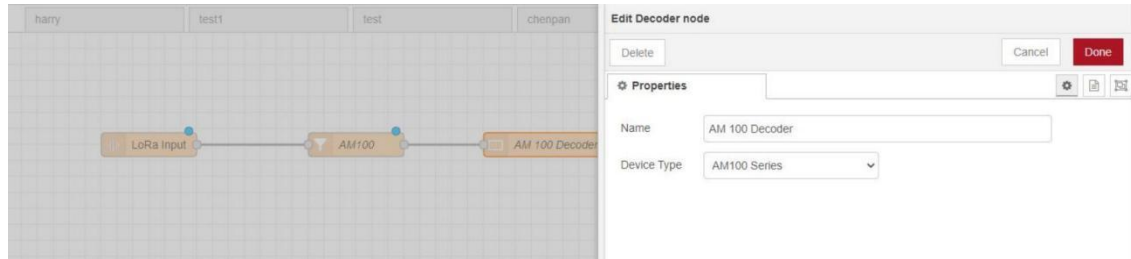 harry
test1
test
chenpan
LoRa Input
AM100
AM 100 Decoder
Edit Decoder node
Delete
Cancel
Done
Properties
Name
AM 100 Decoder
Device Type
AM100 Series